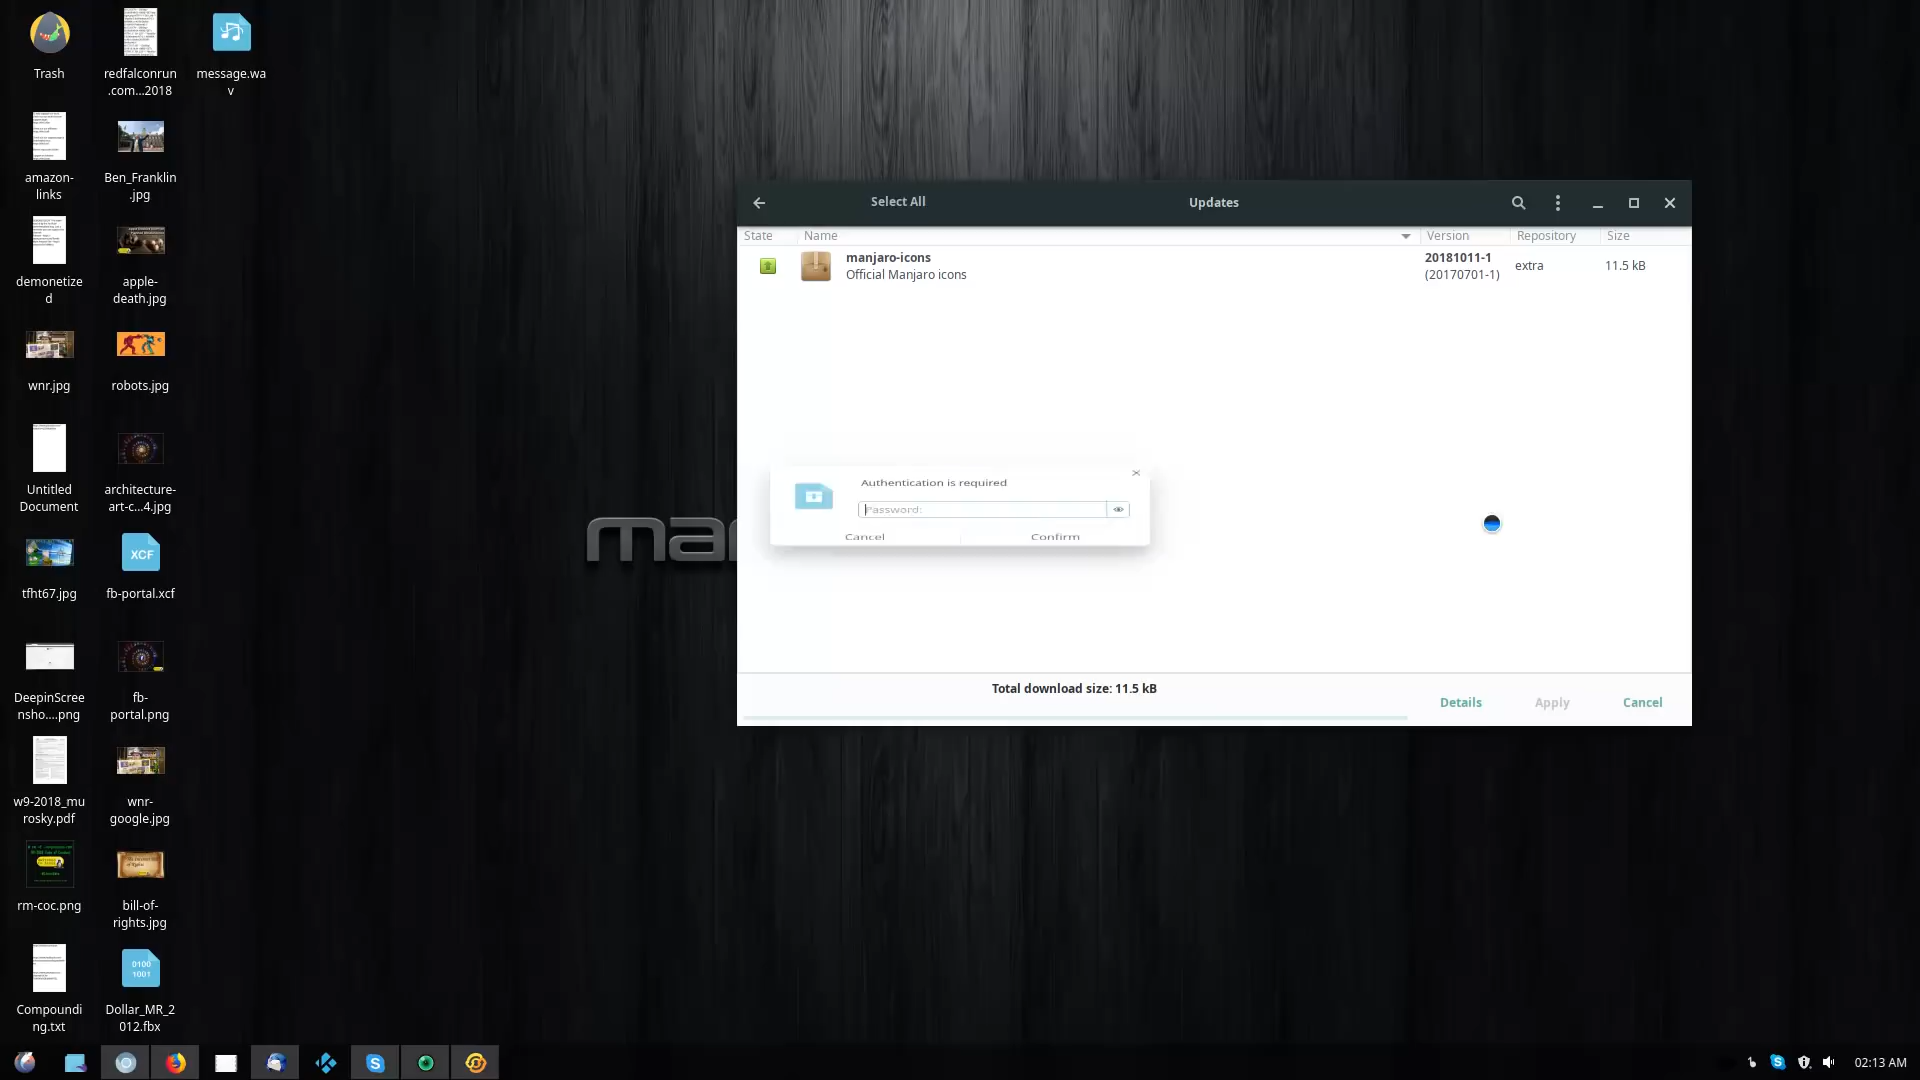 Trash
redfalconrun
.com...2018
message.wa
v
amazon-
links
Ben_Franklin
.jpg
demonetize
d
apple-
death.jpg
wnr.jpg
robots.jpg
Untitled
Document
architecture-
art-c...4.jpg
XCF
tfht67.jpg
fb-portal.xcf
DeepinScree
nsho....png
fb-
portal.png
w9-2018_mu
rosky.pdf
wnr-
google.jpg
rm-coc.png
bill-of-
rights.jpg
0100
1001
Compoundi
ng.txt
Dollar_MR_2
012.fbx
Select All
Updates
State
Name
Version
Repository
Size
manjaro-icons
Official Manjaro icons
20181011-1
(20170701-1)
extra
11.5 kB
Authentication is required
Password:
Cancel
Confirm
ma
Total download size: 11.5 kB
Details
Apply
Cancel
02:13 AM